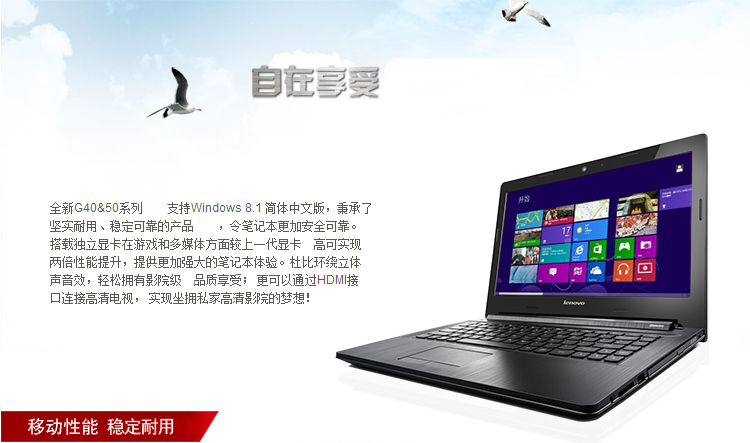 自在享受
全新G40&50系列 支持Windows 8.1 简体中文版，秉承了
坚实耐用、稳定可靠的产品 ，令笔记本更加安全可靠。
搭载独立显卡在游戏和多媒体方面较上一代显卡 高可实现
两倍性能提升，提供更加强大的笔记本体验。杜比环绕立体
声音效，轻松拥有影院级 品质享受；更可以通过HDMI接
口连接高清电视， 实现坐拥私家高清影院的梦想！
开始
lenovo
移动性能 稳定耐用